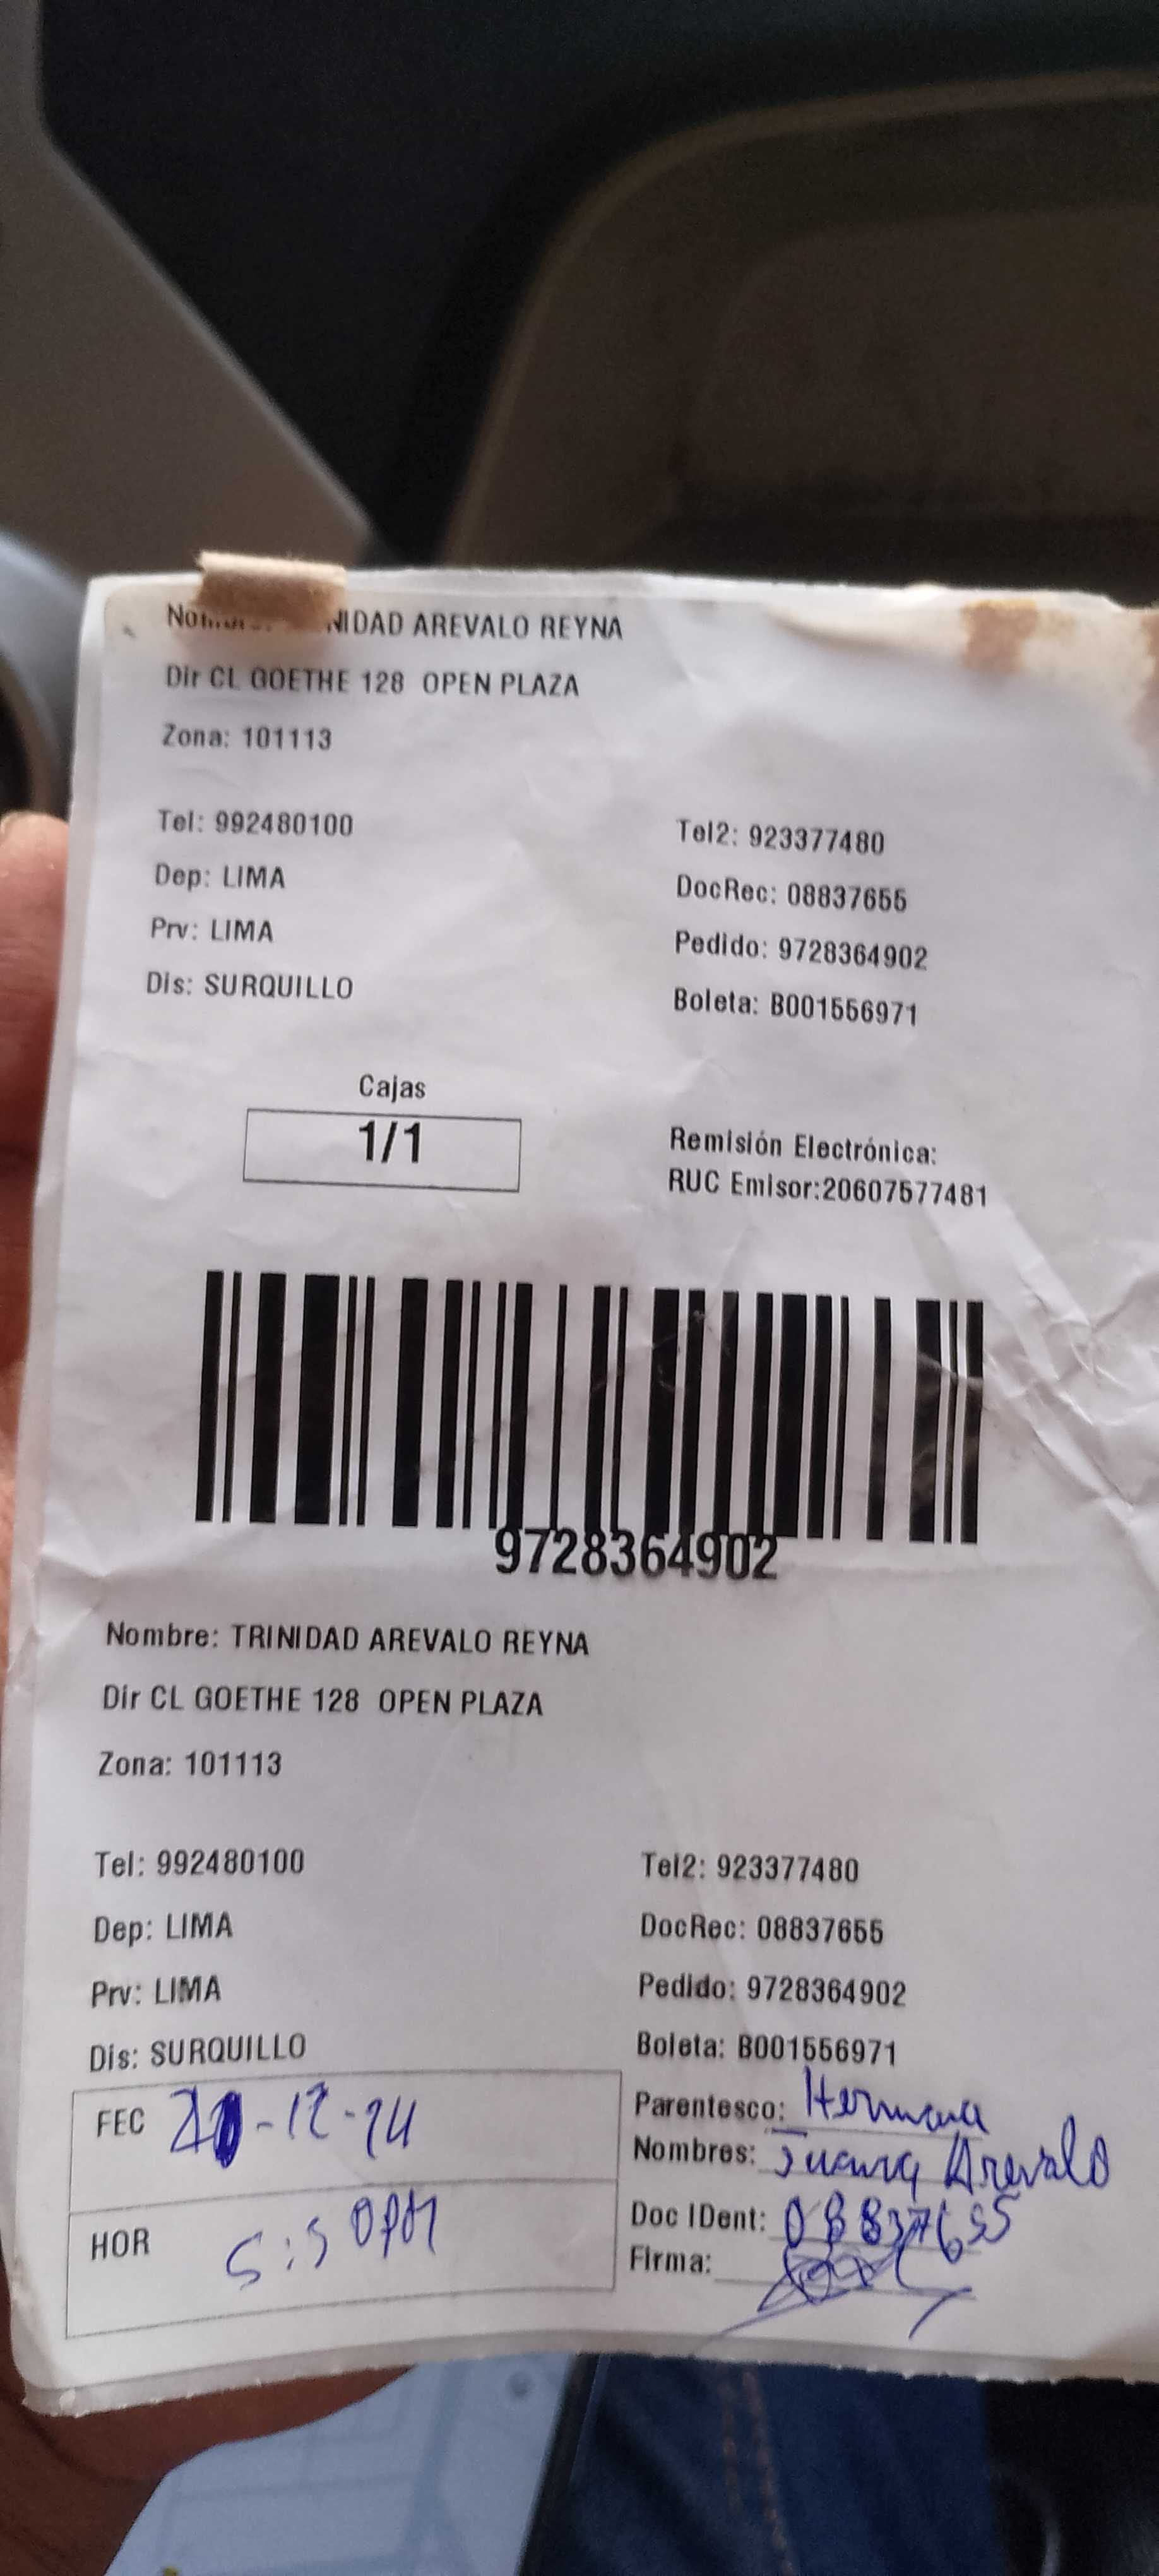 NIDAD AREVALO REYNA
Dir CL GOETHE 128 OPEN PLAZA
Zona: 101113
Tel: 992480100 Tel2: 923377480
Dep: LIMA DocRec: 08837655
Prv: LIMA Pedido: 9728364902
Dis: SURQUILLO Boleta: B001556971
Cajas
1/1
Remisión Electrónica:
RUC Emisor:20607577481
9728364902
Nombre: TRINIDAD AREVALO REYNA
Dir CL GOETHE 128 OPEN PLAZA
Zona: 101113
Tel: 992480100 Tel2: 923377480
Dep: LIMA DocRec: 08837655
Prv: LIMA Pedido: 9728364902
Dis: SURQUILLO Boleta: B001556971
FEC
HOR 5:30PM
Parentesco: Hermana
Nombres: Juana Arevalo
Doc IDent: 08837655
Firma: